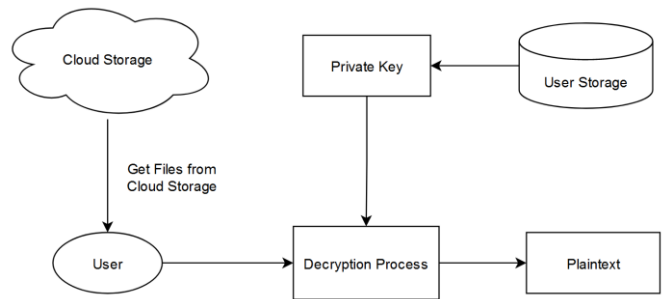 Cloud Storage
Private Key
User Storage
Get Files from
Cloud Storage
User
Decryption Process
Plaintext